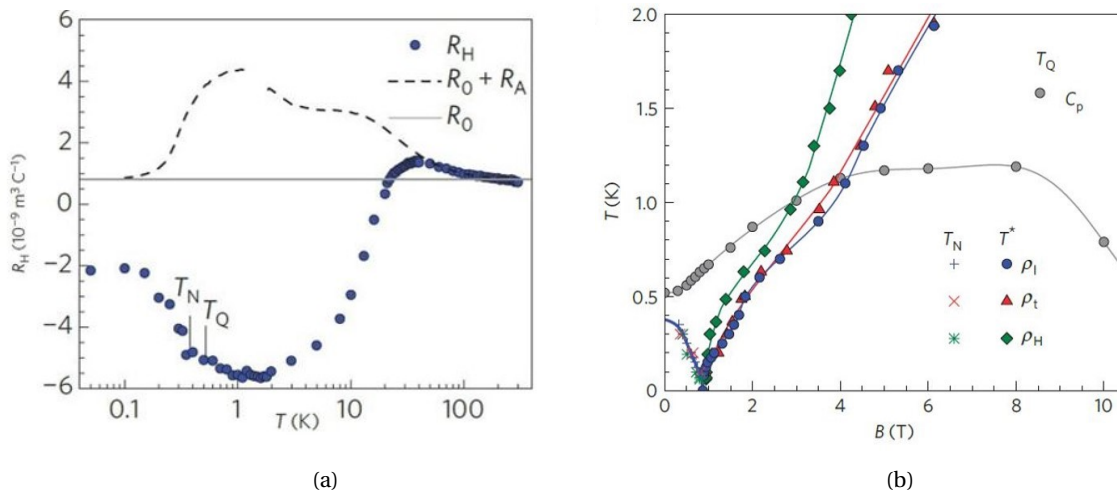 6
4
2
0
−2
−4
−6
R_H (10⁻⁹ m³ C⁻¹)
R_H
R_0 + R_A
R_0
T_N
T_Q
0.1
1
10
100
T (K)
(a)
2.0
1.5
1.0
0.5
0
T (K)
T_Q
C_p
T_N T^*
ρ_l
ρ_t
ρ_H
0
2
4
6
8
10
B (T)
(b)